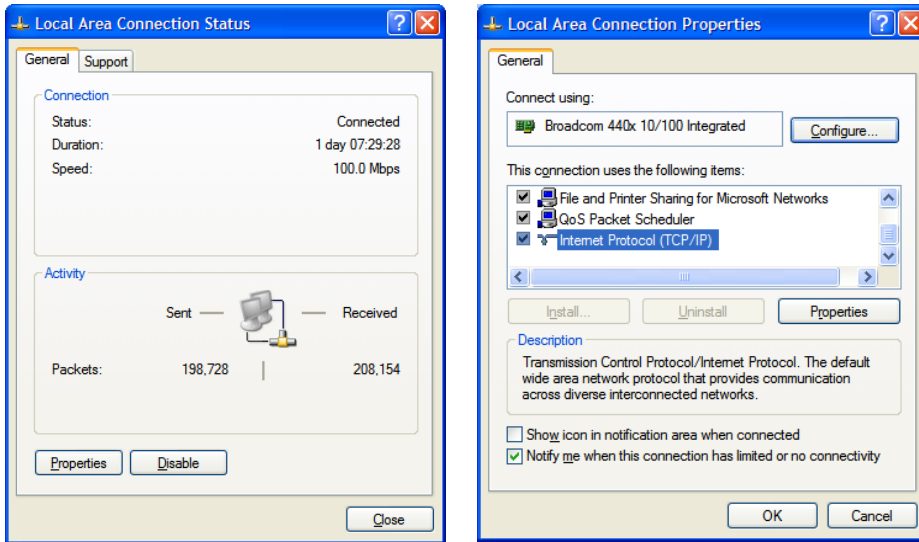 Local Area Connection Status
General
Support
Connection
Status: Connected
Duration: 1 day 07:29:28
Speed: 100.0 Mbps
Activity
Sent
Received
Packets: 198,728 208,154
Properties
Disable
Close
Local Area Connection Properties
General
Connect using:
Broadcom 440x 10/100 Integrated
Configure...
This connection uses the following items:
File and Printer Sharing for Microsoft Networks
QoS Packet Scheduler
Internet Protocol (TCP/IP)
Install...
Uninstall
Properties
Description
Transmission Control Protocol/Internet Protocol. The default
wide area network protocol that provides communication
across diverse interconnected networks.
Show icon in notification area when connected
Notify me when this connection has limited or no connectivity
OK
Cancel